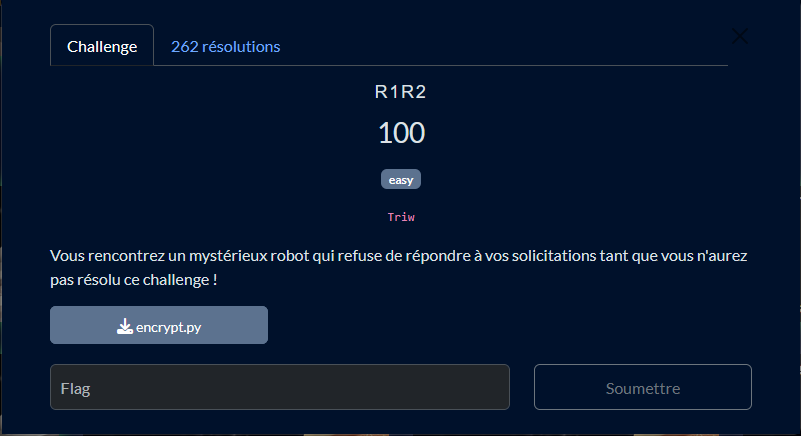 Challenge
262 résolutions
R1R2
100
easy
Triw
Vous rencontrez un mystérieux robot qui refuse de répondre à vos solicitations tant que vous n'aurez
pas résolu ce challenge !
encrypt.py
Flag
Soumettre